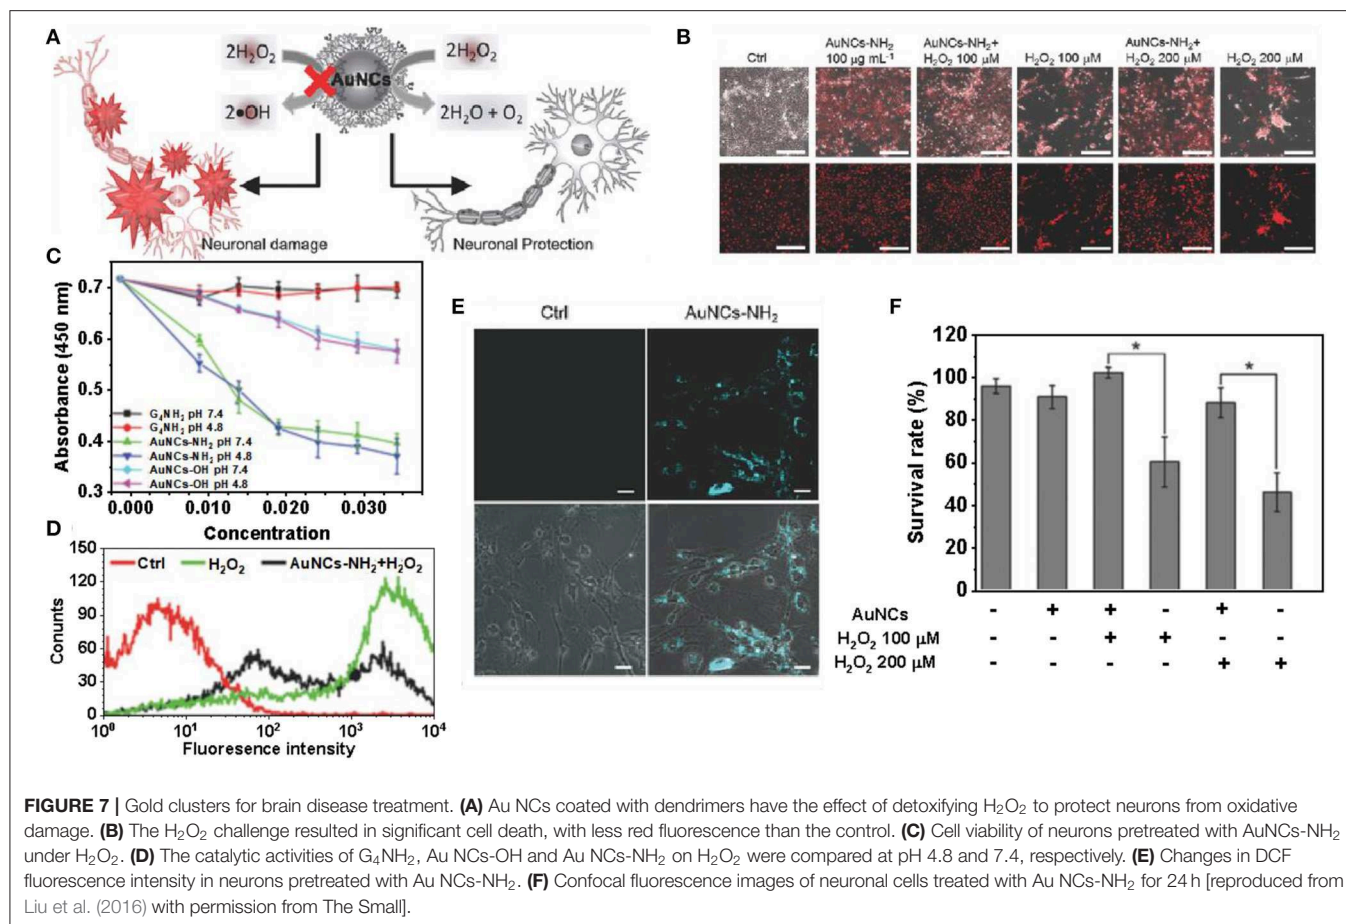 A
2H₂O₂
AuNCs
2H₂O₂
2●OH
2H₂O + O₂
Neuronal damage
Neuronal Protection
B
Ctrl
AuNCs-NH₂
100 µg mL⁻¹
AuNCs-NH₂+
H₂O₂ 100 µM
H₂O₂ 100 µM
AuNCs-NH₂+
H₂O₂ 200 µM
H₂O₂ 200 µM
C
Absorbance (450 nm)
0.7
0.6
0.5
0.4
0.3
G₄NH₂ pH 7.4
G₄NH₂ pH 4.8
AuNCs-NH₂ pH 7.4
AuNCs-NH₂ pH 4.8
AuNCs-OH pH 7.4
AuNCs-OH pH 4.8
0.000 0.010 0.020 0.030
Concentration
D
Conunts
150
120
90
60
30
0
Ctrl H₂O₂ AuNCs-NH₂+H₂O₂
10⁰ 10¹ 10² 10³ 10⁴
Fluoresence intensity
E
Ctrl AuNCs-NH₂
F
Survival rate (%)
120
100
80
60
40
20
0
* *
AuNCs - + + - + -
H₂O₂ 100 µM - - + + - -
H₂O₂ 200 µM - - - - + +
FIGURE 7 | Gold clusters for brain disease treatment. (A) Au NCs coated with dendrimers have the effect of detoxifying H₂O₂ to protect neurons from oxidative
damage. (B) The H₂O₂ challenge resulted in significant cell death, with less red fluorescence than the control. (C) Cell viability of neurons pretreated with AuNCs-NH₂
under H₂O₂. (D) The catalytic activities of G₄NH₂, Au NCs-OH and Au NCs-NH₂ on H₂O₂ were compared at pH 4.8 and 7.4, respectively. (E) Changes in DCF
fluorescence intensity in neurons pretreated with Au NCs-NH₂. (F) Confocal fluorescence images of neuronal cells treated with Au NCs-NH₂ for 24 h [reproduced from
Liu et al. (2016) with permission from The Small].